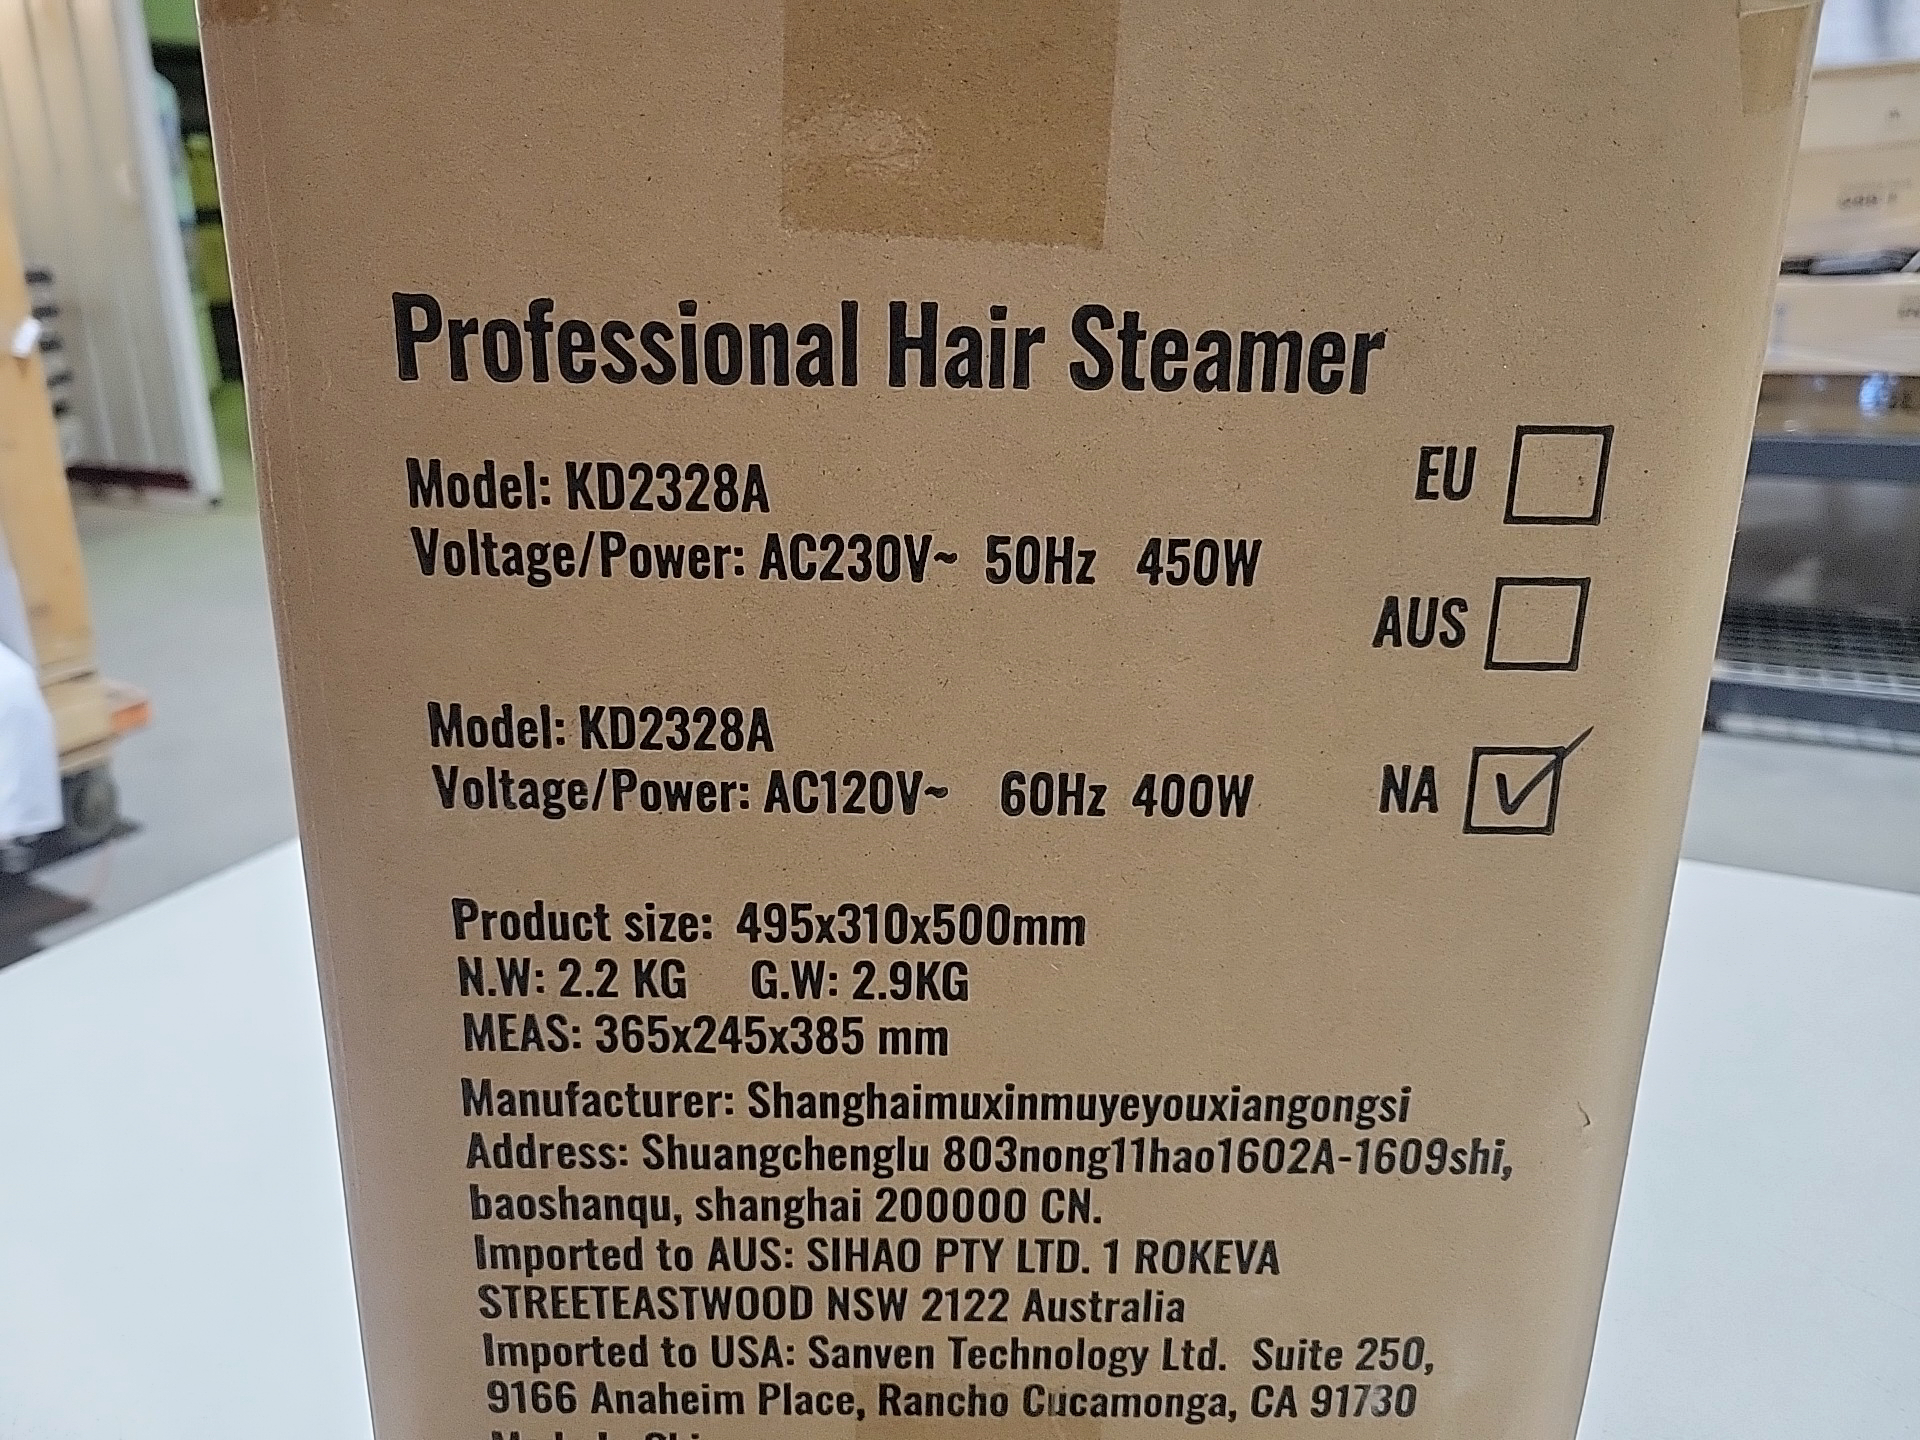 Professional Hair Steamer
Model: KD2328A
EU
Voltage/Power: AC230V~ 50Hz 450W
AUS
Model: KD2328A
Voltage/Power: AC120V~ 60Hz 400W
NA
Product size: 495x310x500mm
N.W: 2.2 KG G.W: 2.9KG
MEAS: 365x245x385 mm
Manufacturer: Shanghaimuxinmuyeyouxiangongsi
Address: Shuangchenglu 803nong11hao1602A-1609shi,
baoshanqu, shanghai 200000 CN.
Imported to AUS: SIHAO PTY LTD. 1 ROKEVA
STREETEASTWOOD NSW 2122 Australia
Imported to USA: Sanven Technology Ltd. Suite 250,
9166 Anaheim Place, Rancho Cucamonga, CA 91730